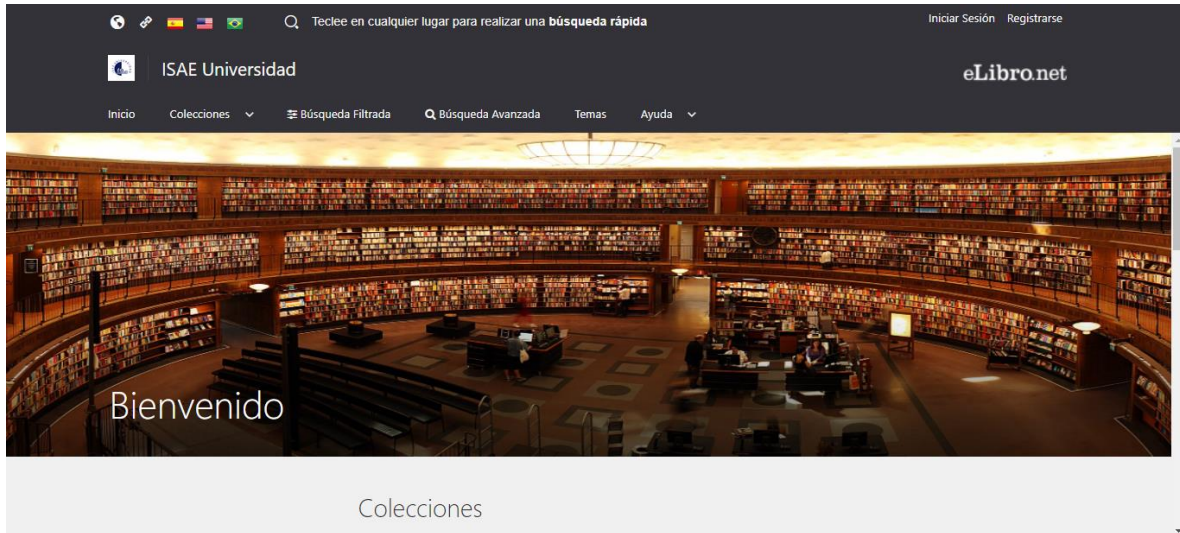 Teclee en cualquier lugar para realizar una búsqueda rápida
Iniciar Sesión Registrarse
ISAE Universidad
eLibro.net
Inicio Colecciones Búsqueda Filtrada Búsqueda Avanzada Temas Ayuda
Bienvenido
Colecciones